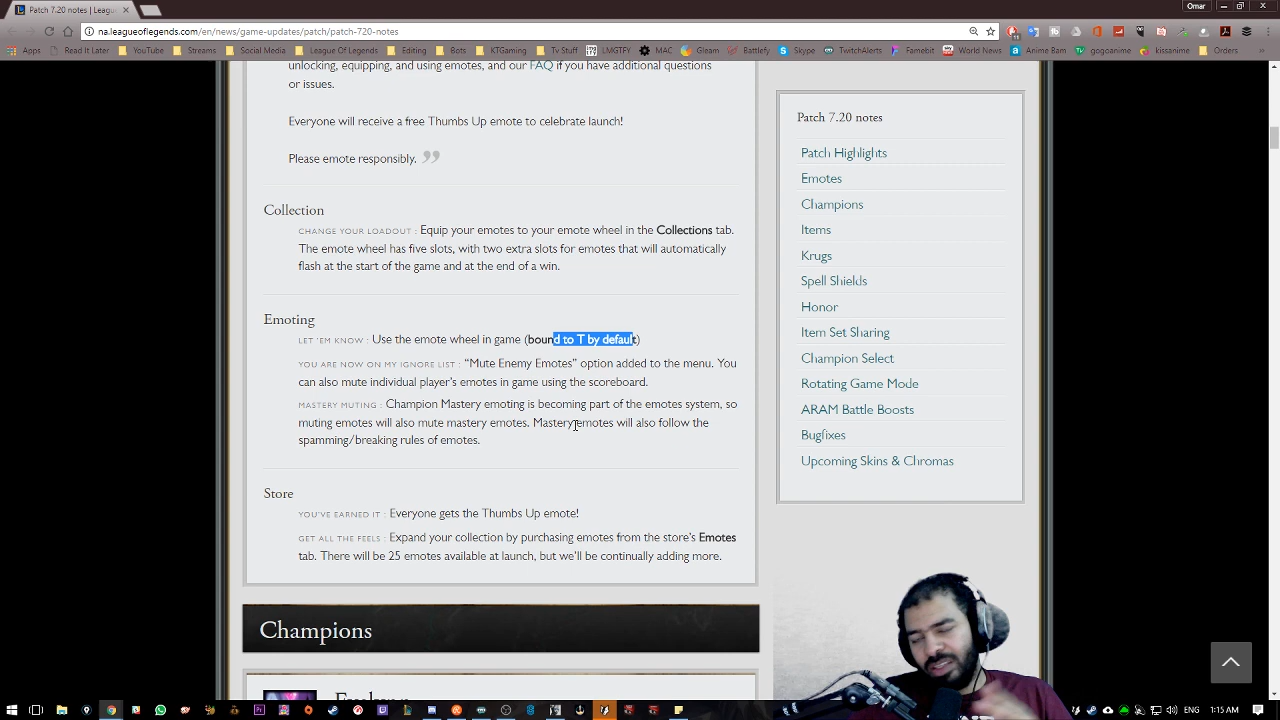 Patch 7.20 notes | Leagu
Omar
na.leagueoflegends.com/en/news/game-updates/patch/patch-720-notes
Apps Read It Later YouTube Streams Social Media League Of Legends Editing Bots KTGaming Tv Stuff LMGTFY MAC Gleam Battlefy Skype TwitchAlerts Famebit World News Anime Bam gogoanime kissanime Orders
unlocking, equipping, and using emotes, and our FAQ if you have additional questions
or issues.
Everyone will receive a free Thumbs Up emote to celebrate launch!
Please emote responsibly.
Collection
CHANGE YOUR LOADOUT : Equip your emotes to your emote wheel in the Collections tab.
The emote wheel has five slots, with two extra slots for emotes that will automatically
flash at the start of the game and at the end of a win.
Emoting
LET 'EM KNOW : Use the emote wheel in game (bound to T by default)
YOU ARE NOW ON MY IGNORE LIST : “Mute Enemy Emotes” option added to the menu. You
can also mute individual player's emotes in game using the scoreboard.
MASTERY MUTING : Champion Mastery emoting is becoming part of the emotes system, so
muting emotes will also mute mastery emotes. Mastery emotes will also follow the
spamming/breaking rules of emotes.
Store
YOU'VE EARNED IT : Everyone gets the Thumbs Up emote!
GET ALL THE FEELS : Expand your collection by purchasing emotes from the store's Emotes
tab. There will be 25 emotes available at launch, but we'll be continually adding more.
Champions
Patch 7.20 notes
Patch Highlights
Emotes
Champions
Items
Krugs
Spell Shields
Honor
Item Set Sharing
Champion Select
Rotating Game Mode
ARAM Battle Boosts
Bugfixes
Upcoming Skins & Chromas
ENG 1:15 AM